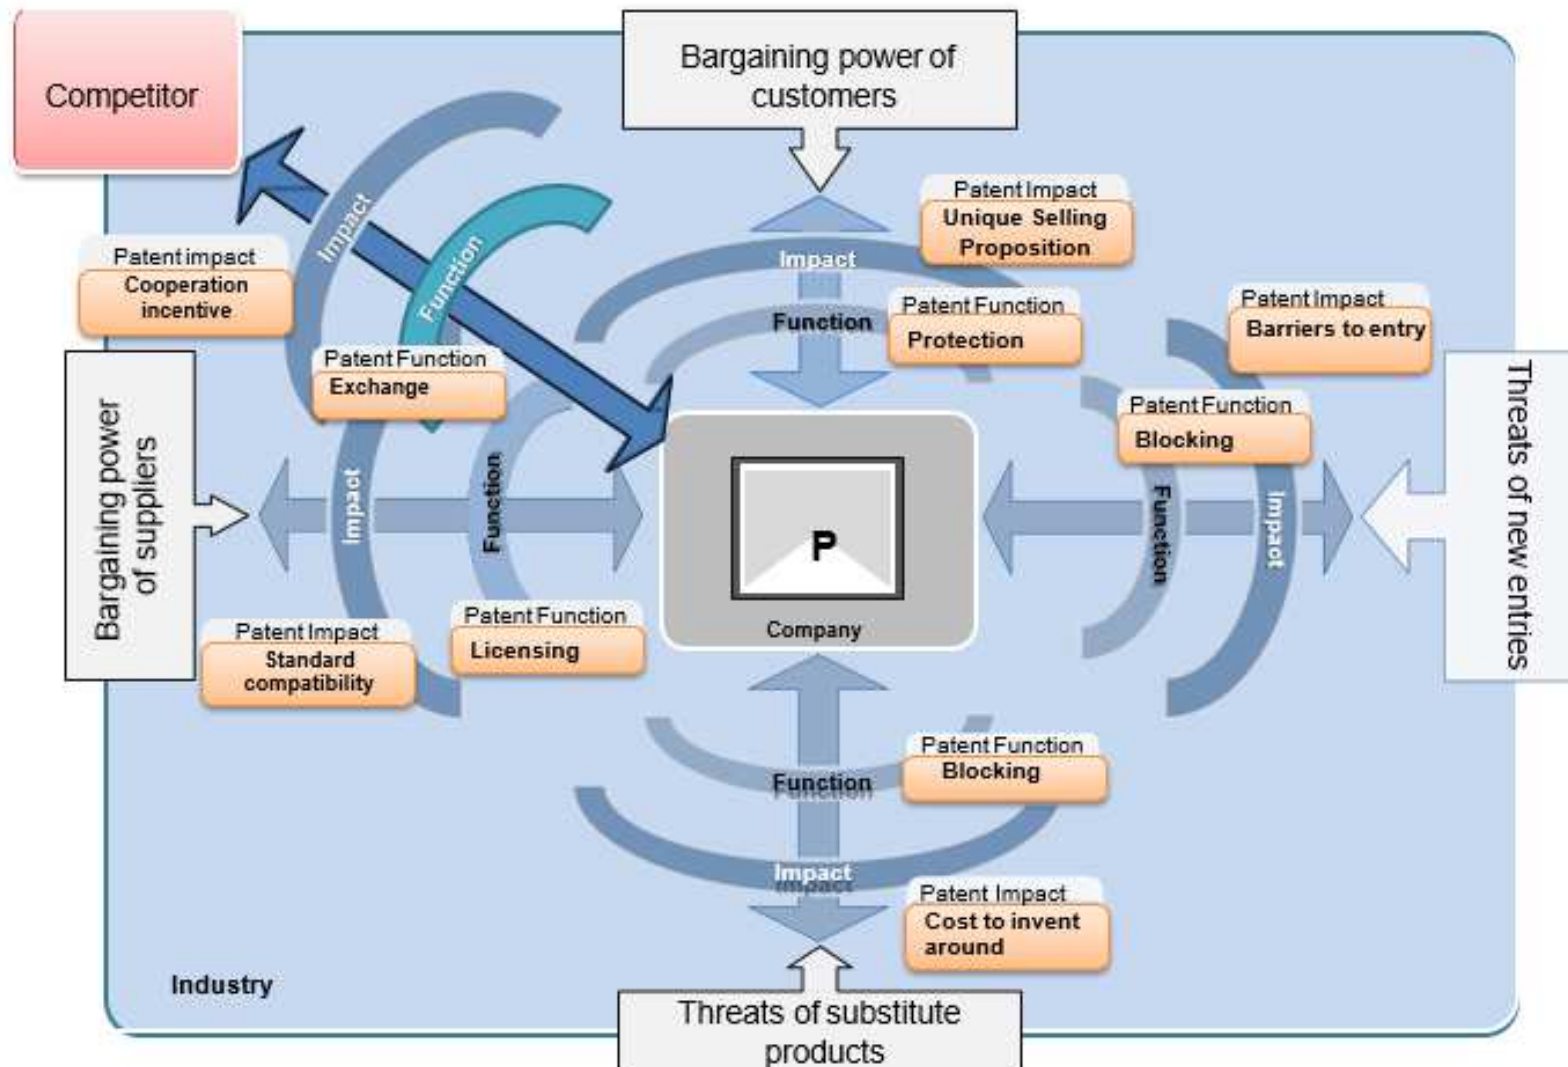 Competitor
Bargaining power of
customers
Patent Impact
Unique Selling
Proposition
Impact
Impact
Patent impact
Cooperation
incentive
Function
Patent Function
Protection
Function
Patent Impact
Barriers to entry
Patent Function
Exchange
Patent Function
Blocking
Bargaining power
of suppliers
Impact
Function
P
Company
Function
Impact
Threats of new entries
Patent Impact
Standard
compatibility
Patent Function
Licensing
Patent Function
Blocking
Function
Impact
Patent Impact
Cost to invent
around
Industry
Threats of substitute
products